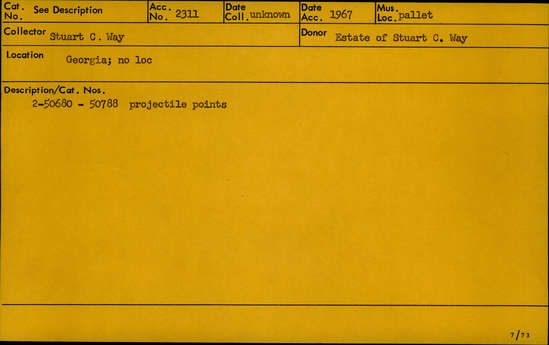 Cat. No. See Description Acc. No. 2311 Date Coll. unknown Date Acc. 1967 Mus. Loc. pallet
Collector Stuart C. Way Donor Estate of Stuart C. Way
Location Georgia; no loc
Description/Cat. Nos.
2-50680 - 50788 projectile points
7/73